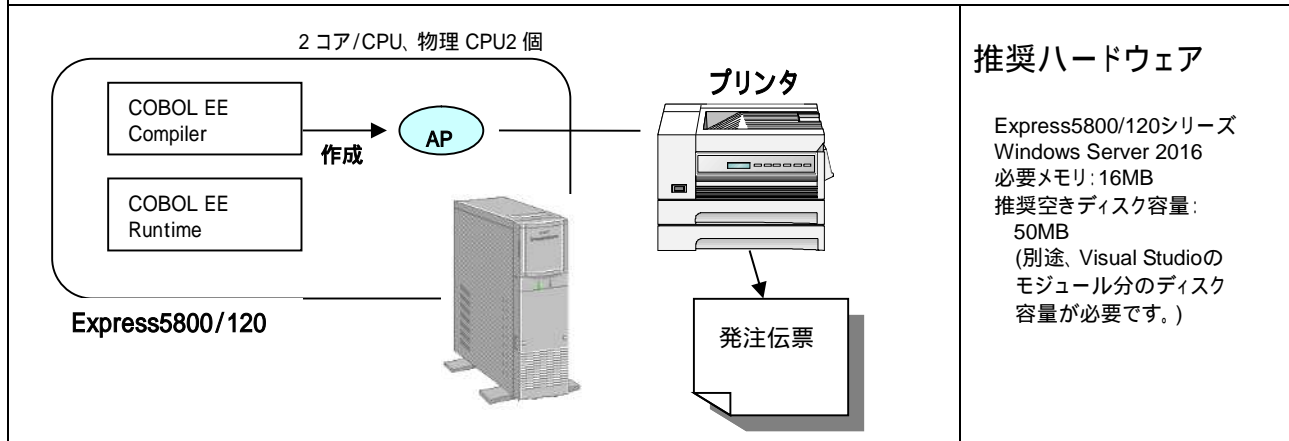 2 コア/CPU、物理 CPU2 個
COBOL EE
Compiler
作成
AP
COBOL EE
Runtime
Express5800/120
プリンタ
発注伝票
推奨ハードウェア
Express5800/120シリーズ
Windows Server 2016
必要メモリ:16MB
推奨空きディスク容量:
50MB
(別途、Visual Studioの
モジュール分のディスク
容量が必要です。)